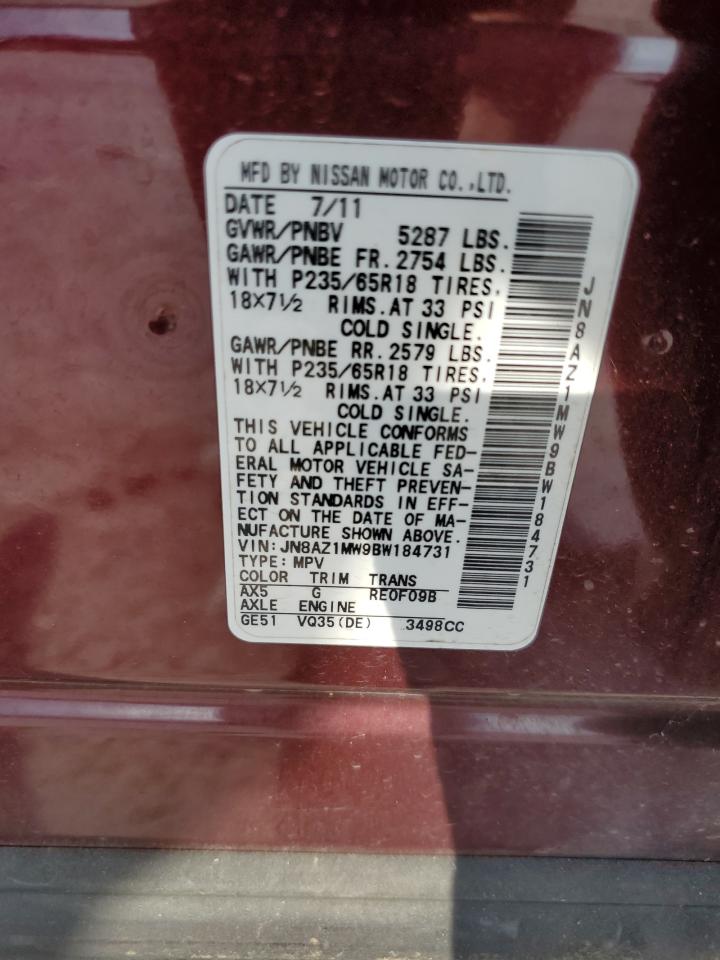 MFD BY NISSAN MOTOR CO.,LTD.
DATE 7/11
GVWR/PNBV 5287 LBS.
GAWR/PNBE FR. 2754 LBS.
WITH P235/65R18 TIRES.
18×7½ RIMS.AT 33 PSI
COLD SINGLE.
GAWR/PNBE RR. 2579 LBS.
WITH P235/65R18 TIRES.
18×7½ RIMS.AT 33 PSI
COLD SINGLE.
THIS VEHICLE CONFORMS
TO ALL APPLICABLE FED-
ERAL MOTOR VEHICLE SA-
FETY AND THEFT PREVEN-
TION STANDARDS IN EFF-
ECT ON THE DATE OF MA-
NUFACTURE SHOWN ABOVE.
VIN: JN8AZ1MW9BW184731
TYPE: MPV
COLOR TRIM TRANS
AX5 G RE0F09B
AXLE ENGINE
GE51 VQ35(DE) 3498CC
JN8AZ1MW9BW184731